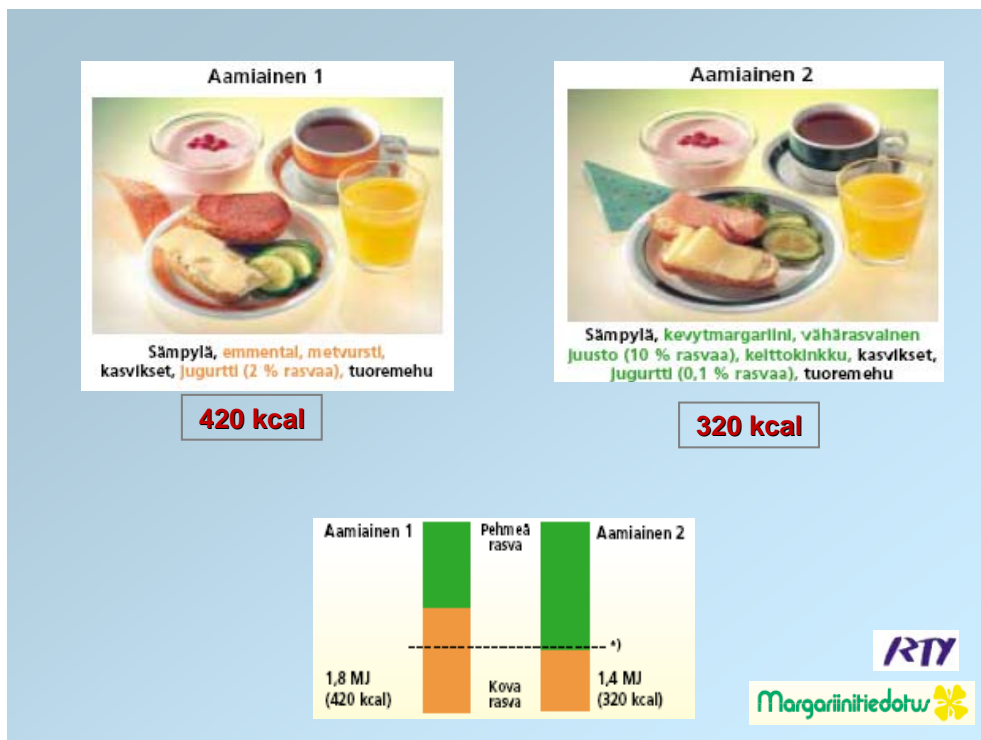 Aamiainen 1
Sämpylä, emmental, metvursti,
kasvikset, jugurtti (2 % rasvaa), tuoremehu
420 kcal
Aamiainen 2
Sämpylä, kevytmargariini, vähärasvainen
juusto (10 % rasvaa), keittokinkku, kasvikset,
jugurtti (0,1 % rasvaa), tuoremehu
320 kcal
Aamiainen 1
Pehmeä
rasva
Aamiainen 2
*)
1,8 MJ
(420 kcal)
Kova
rasva
1,4 MJ
(320 kcal)
RTY
Margariinitiedotus